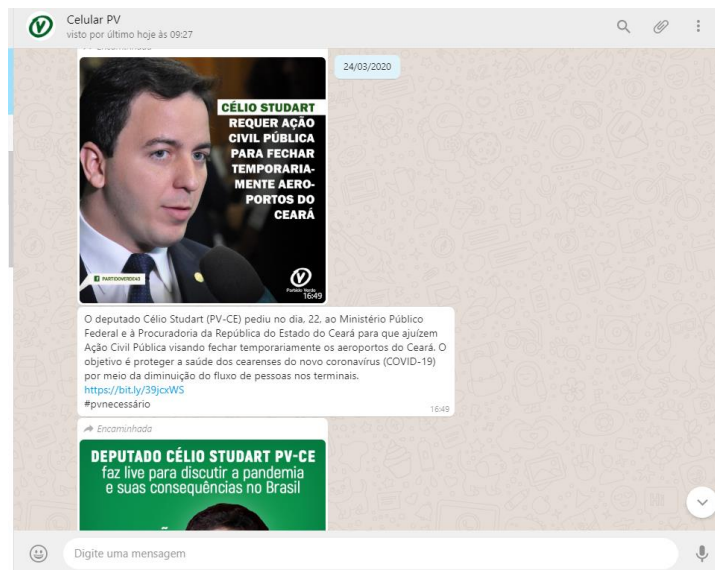 Celular PV
visto por último hoje às 09:27
Encaminhada
24/03/2020
CÉLIO STUDART
REQUER AÇÃO
CIVIL PÚBLICA
PARA FECHAR
TEMPORARIA-
MENTE AERO-
PORTOS DO
CEARÁ
PARTIDOVERDE43
Partido Verde
16:49
O deputado Célio Studart (PV-CE) pediu no dia, 22, ao Ministério Público
Federal e à Procuradoria da República do Estado do Ceará para que ajuízem
Ação Civil Pública visando fechar temporariamente os aeroportos do Ceará. O
objetivo é proteger a saúde dos cearenses do novo coronavírus (COVID-19)
por meio da diminuição do fluxo de pessoas nos terminais.
https://bit.ly/39jcxWS
#pvnecessário
16:49
Encaminhada
DEPUTADO CÉLIO STUDART PV-CE
faz live para discutir a pandemia
e suas consequências no Brasil
Digite uma mensagem